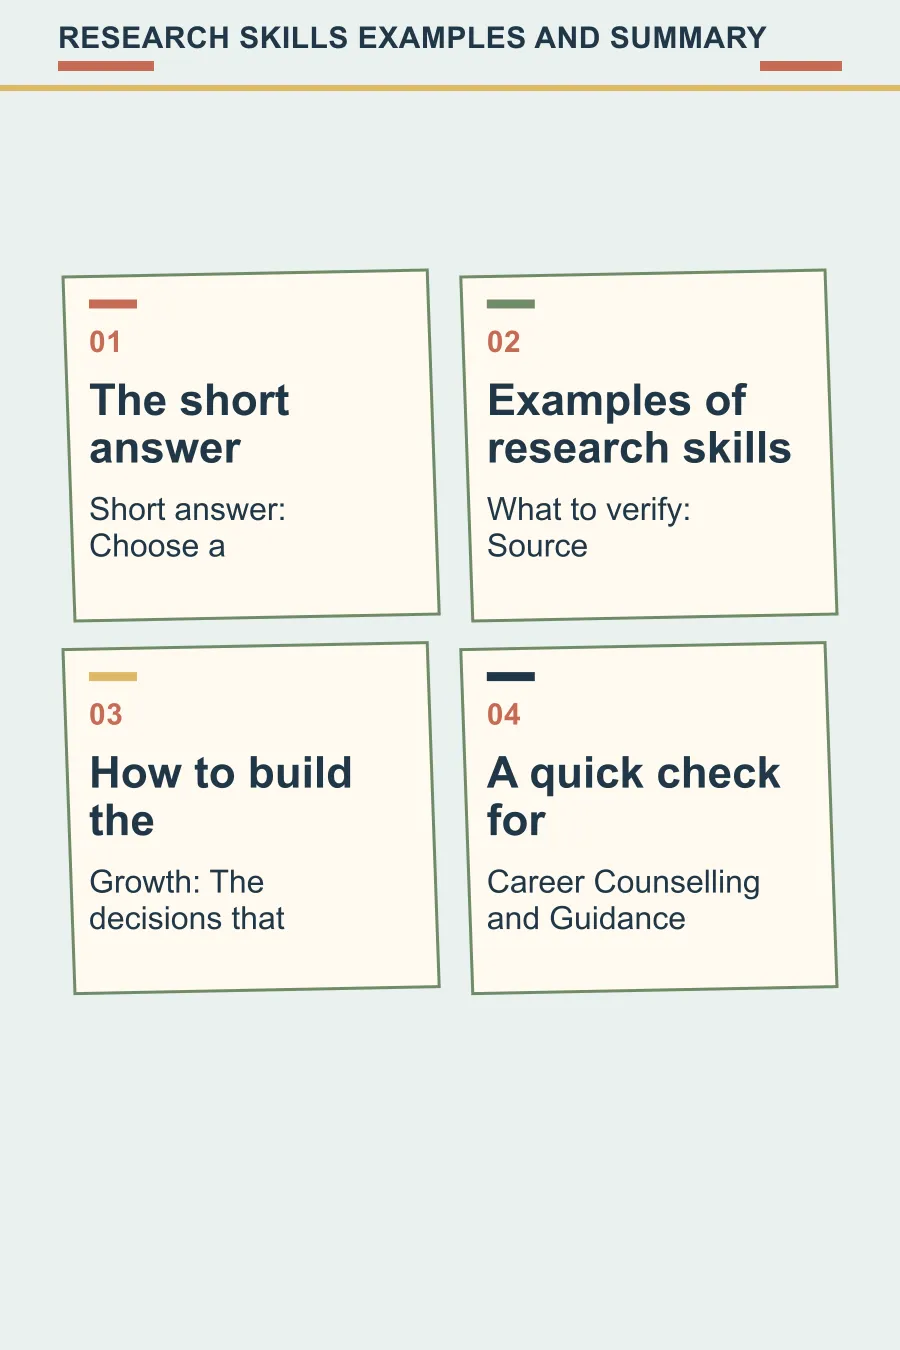 RESEARCH SKILLS EXAMPLES AND SUMMARY
01
The short
answer
Short answer:
Choose a
02
Examples of
research skills
What to verify:
Source
03
How to build
the
Growth: The
decisions that
04
A quick check
for
Career Counselling
and Guidance